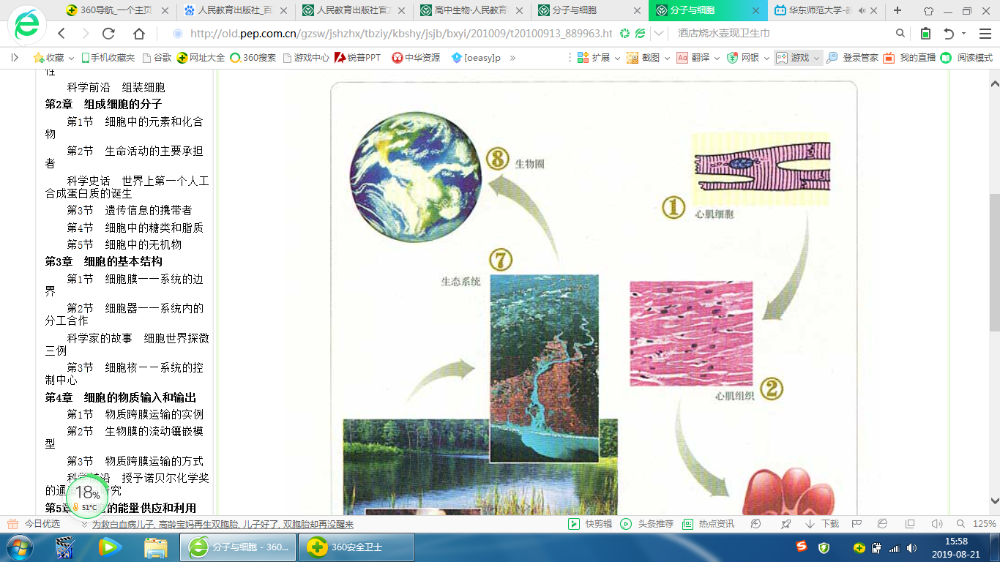 360导航_一个主页
人民教育出版社_百
人民教育出版社官方
高中生物·人民教育
分子与细胞
分子与细胞
华东师范大学-
http://old.pep.com.cn/gzsw/jshzhx/tbziy/kbshy/jsjb/bxyi/201009/t20100913_889963.ht
酒店烧水壶现卫生巾
收藏
手机收藏夹
谷歌
网址大全
360搜索
游戏中心
锐普PPT
中华资源
[oeasy]p
»
扩展
截图
翻译
网银
游戏
登录管家
我的直播
阅读模式
性
科学前沿 组装细胞
第2章 组成细胞的分子
第1节 细胞中的元素和化合
物
第2节 生命活动的主要承担
者
科学史话 世界上第一个人工
合成蛋白质的诞生
第3节 遗传信息的携带者
第4节 细胞中的糖类和脂质
第5节 细胞中的无机物
第3章 细胞的基本结构
第1节 细胞膜——系统的边
界
第2节 细胞器——系统内的
分工合作
科学家的故事 细胞世界探微
三例
第3节 细胞核——系统的控
制中心
第4章 细胞的物质输入和输出
第1节 物质跨膜运输的实例
第2节 生物膜的流动镶嵌模
型
第3节 物质跨膜运输的方式
科学前沿 授予诺贝尔化学奖
的通道研究
第5章 的能量供应和利用
18%
51°C
⑧
生物圈
①
心肌细胞
⑦
生态系统
②
心肌组织
今日优选
为救白血病儿子, 高龄宝妈再生双胞胎, 儿子好了, 双胞胎却再没醒来
快剪辑
头条推荐
热点资讯
下载
125%
分子与细胞 - 360...
360安全卫士
15:58
2019-08-21